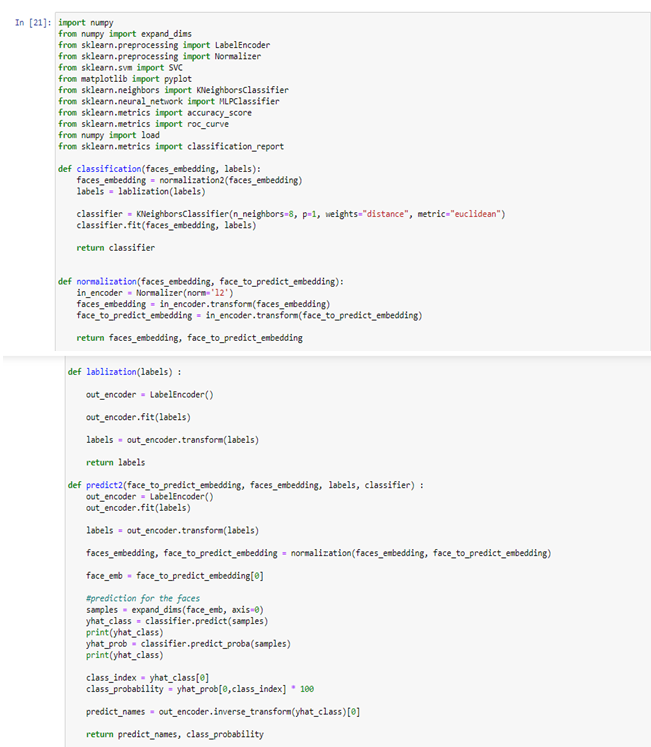 In [21]: import numpy
from numpy import expand_dims
from sklearn.preprocessing import LabelEncoder
from sklearn.preprocessing import Normalizer
from sklearn.svm import SVC
from matplotlib import pyplot
from sklearn.neighbors import KNeighborsClassifier
from sklearn.neural_network import MLPClassifier
from sklearn.metrics import accuracy_score
from sklearn.metrics import roc_curve
from numpy import load
from sklearn.metrics import classification_report
def classification(faces_embedding, labels):
faces_embedding = normalization2(faces_embedding)
labels = lablization(labels)
classifier = KNeighborsClassifier(n_neighbors=8, p=1, weights="distance", metric="euclidean")
classifier.fit(faces_embedding, labels)
return classifier
def normalization(faces_embedding, face_to_predict_embedding):
in_encoder = Normalizer(norm='l2')
faces_embedding = in_encoder.transform(faces_embedding)
face_to_predict_embedding = in_encoder.transform(face_to_predict_embedding)
return faces_embedding, face_to_predict_embedding
def lablization(labels) :
out_encoder = LabelEncoder()
out_encoder.fit(labels)
labels = out_encoder.transform(labels)
return labels
def predict2(face_to_predict_embedding, faces_embedding, labels, classifier) :
out_encoder = LabelEncoder()
out_encoder.fit(labels)
labels = out_encoder.transform(labels)
faces_embedding, face_to_predict_embedding = normalization(faces_embedding, face_to_predict_embedding)
face_emb = face_to_predict_embedding[0]
#prediction for the faces
samples = expand_dims(face_emb, axis=0)
yhat_class = classifier.predict(samples)
print(yhat_class)
yhat_prob = classifier.predict_proba(samples)
print(yhat_class)
class_index = yhat_class[0]
class_probability = yhat_prob[0,class_index] * 100
predict_names = out_encoder.inverse_transform(yhat_class)[0]
return predict_names, class_probability